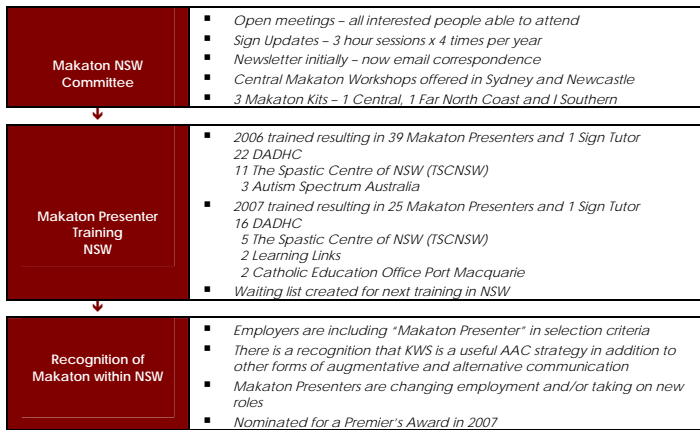 Makaton NSW
Committee
▪ Open meetings – all interested people able to attend
▪ Sign Updates – 3 hour sessions x 4 times per year
▪ Newsletter initially – now email correspondence
▪ Central Makaton Workshops offered in Sydney and Newcastle
▪ 3 Makaton Kits – 1 Central, 1 Far North Coast and I Southern
Makaton Presenter
Training
NSW
▪ 2006 trained resulting in 39 Makaton Presenters and 1 Sign Tutor
22 DADHC
11 The Spastic Centre of NSW (TSCNSW)
3 Autism Spectrum Australia
▪ 2007 trained resulting in 25 Makaton Presenters and 1 Sign Tutor
16 DADHC
5 The Spastic Centre of NSW (TSCNSW)
2 Learning Links
2 Catholic Education Office Port Macquarie
▪ Waiting list created for next training in NSW
Recognition of
Makaton within NSW
▪ Employers are including “Makaton Presenter” in selection criteria
▪ There is a recognition that KWS is a useful AAC strategy in addition to
other forms of augmentative and alternative communication
▪ Makaton Presenters are changing employment and/or taking on new
roles
▪ Nominated for a Premier’s Award in 2007